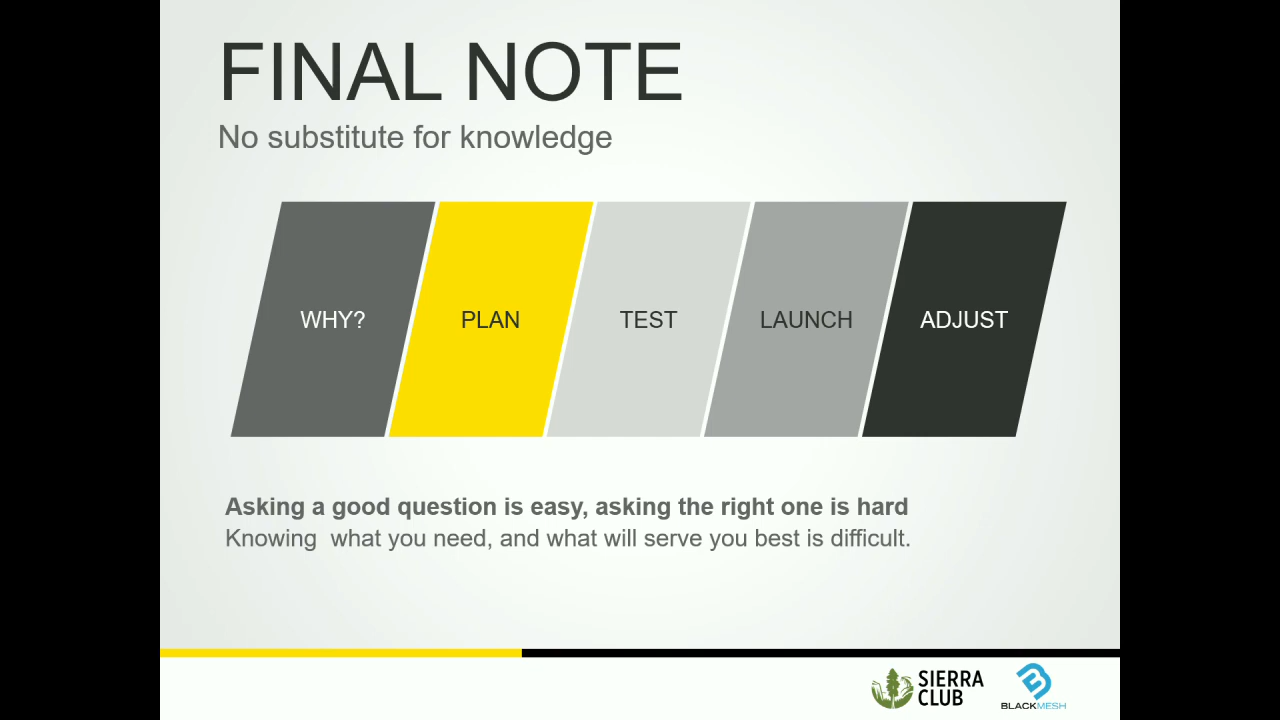 FINAL NOTE
No substitute for knowledge
WHY?
PLAN
TEST
LAUNCH
ADJUST
Asking a good question is easy, asking the right one is hard
Knowing  what you need, and what will serve you best is difficult.
SIERRA
CLUB
BLACKMESH